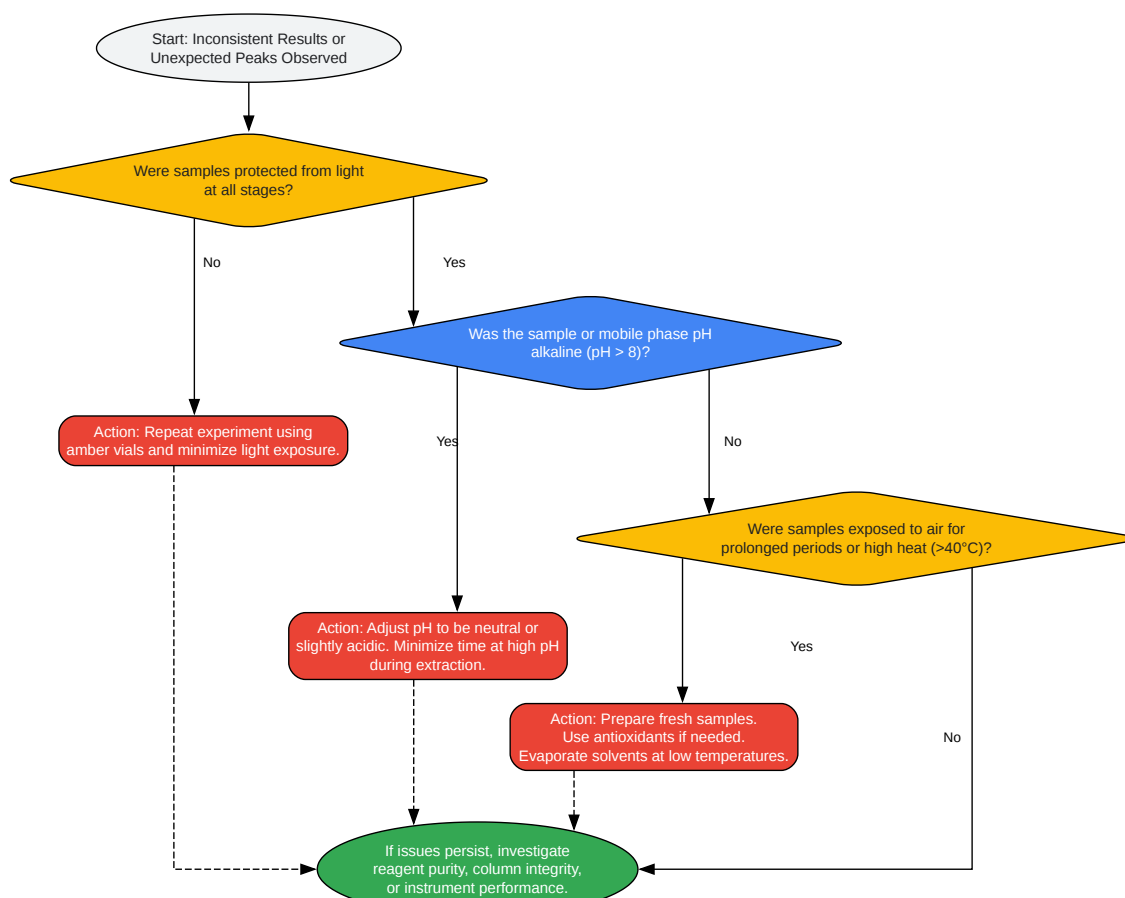 Start: Inconsistent Results or
Unexpected Peaks Observed
Were samples protected from light
at all stages?
No
Yes
Was the sample or mobile phase pH
alkaline (pH > 8)?
Action: Repeat experiment using
amber vials and minimize light exposure.
Yes
No
Were samples exposed to air for
prolonged periods or high heat (>40°C)?
Action: Adjust pH to be neutral or
slightly acidic. Minimize time at high pH
during extraction.
Yes
Action: Prepare fresh samples.
Use antioxidants if needed.
Evaporate solvents at low temperatures.
No
If issues persist, investigate
reagent purity, column integrity,
or instrument performance.